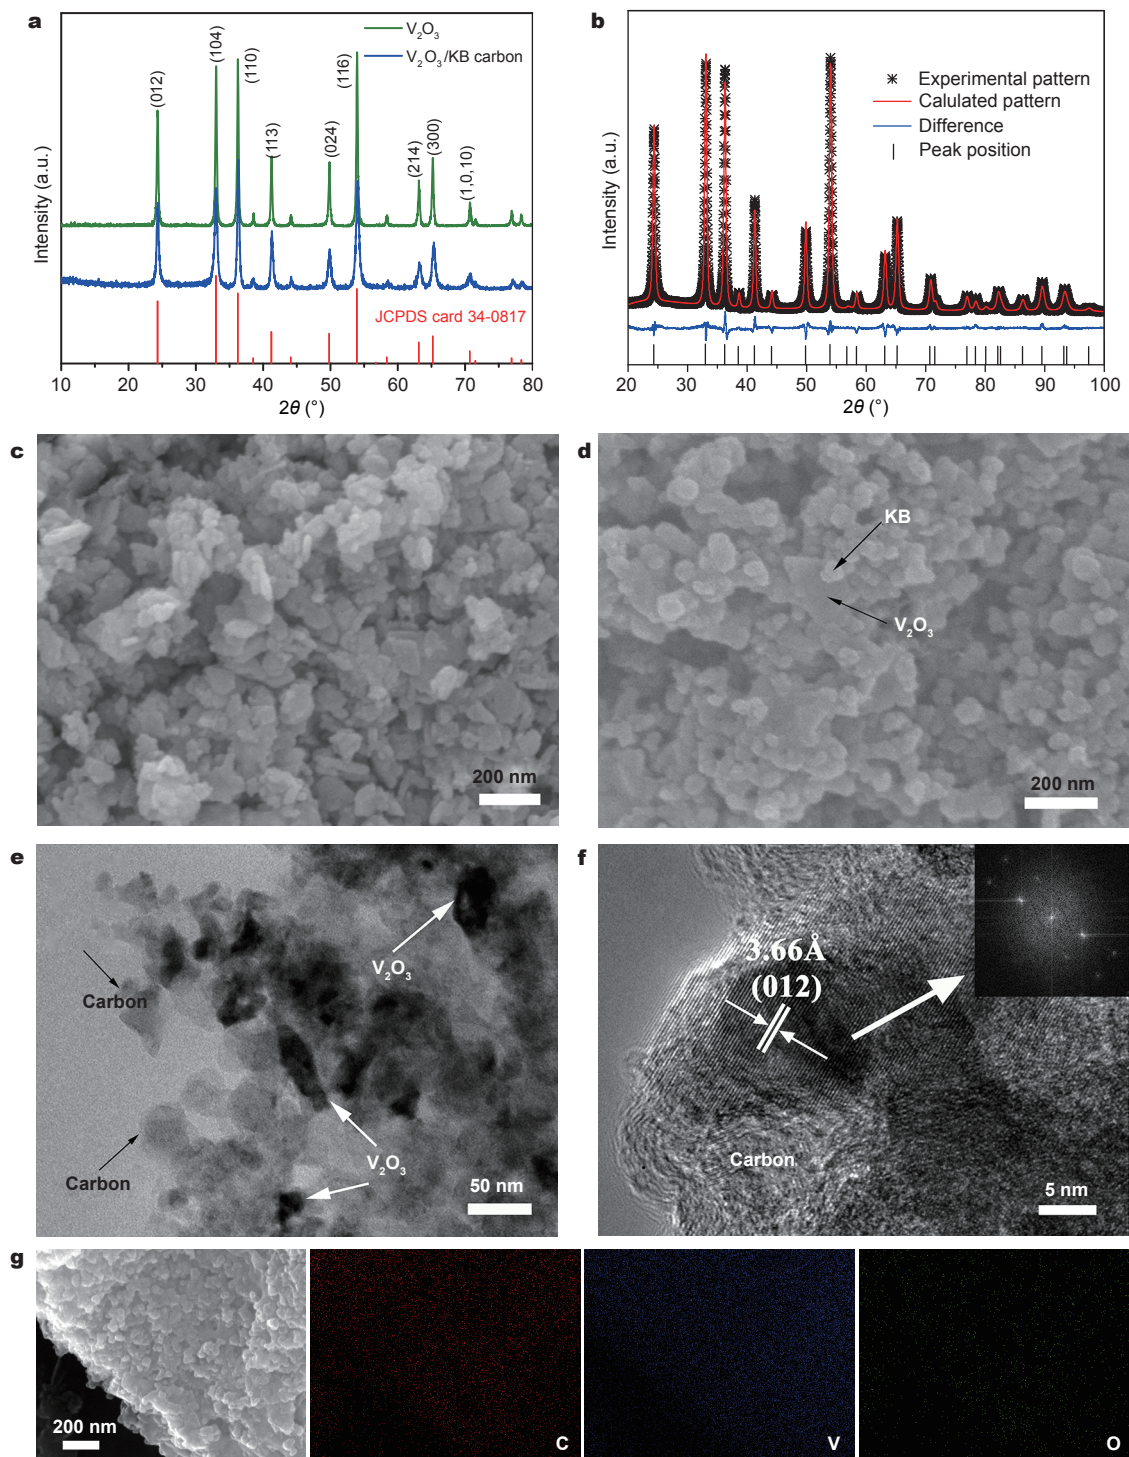 a
V₂O₃
V₂O₃/KB carbon
(012)
(104)
(110)
(113)
(024)
(116)
(214)
(300)
(1,0,10)
JCPDS card 34-0817
Intensity (a.u.)
10 20 30 40 50 60 70 80
2θ (°)
b
Experimental pattern
Calulated pattern
Difference
Peak position
Intensity (a.u.)
20 30 40 50 60 70 80 90 100
2θ (°)
c
200 nm
d
KB
V₂O₃
200 nm
e
V₂O₃
Carbon
V₂O₃
Carbon
50 nm
f
3.66Å
(012)
Carbon
5 nm
g
200 nm
C
V
O